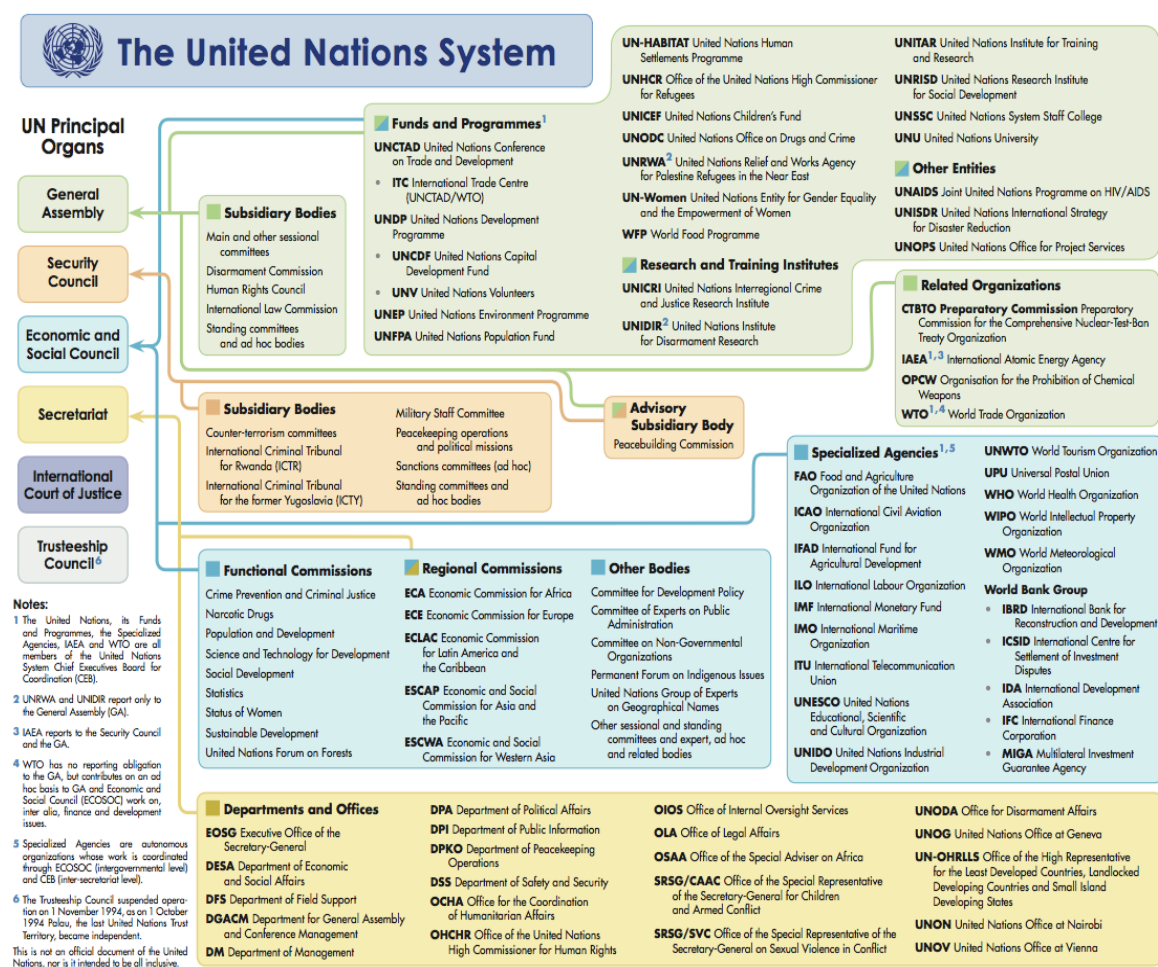 The United Nations System
UN Principal
Organs
General
Assembly
Security
Council
Economic and
Social Council
Secretariat
International
Court of Justice
Trusteeship
Council6
Subsidiary Bodies
Main and other sessional
committees
Disarmament Commission
Human Rights Council
International Law Commission
Standing committees
and ad hoc bodies
Funds and Programmes1
UNCTAD United Nations Conference
on Trade and Development
• ITC International Trade Centre
(UNCTAD/WTO)
UNDP United Nations Development
Programme
• UNCDF United Nations Capital
Development Fund
• UNV United Nations Volunteers
UNEP United Nations Environment Programme
UNFPA United Nations Population Fund
UN-HABITAT United Nations Human
Settlements Programme
UNHCR Office of the United Nations High Commissioner
for Refugees
UNICEF United Nations Children's Fund
UNODC United Nations Office on Drugs and Crime
UNRWA2 United Nations Relief and Works Agency
for Palestine Refugees in the Near East
UN-Women United Nations Entity for Gender Equality
and the Empowerment of Women
WFP World Food Programme
Research and Training Institutes
UNICRI United Nations Interregional Crime
and Justice Research Institute
UNIDIR2 United Nations Institute
for Disarmament Research
UNITAR United Nations Institute for Training
and Research
UNRISD United Nations Research Institute
for Social Development
UNSSC United Nations System Staff College
UNU United Nations University
Other Entities
UNAIDS Joint United Nations Programme on HIV/AIDS
UNISDR United Nations International Strategy
for Disaster Reduction
UNOPS United Nations Office for Project Services
Related Organizations
CTBTO Preparatory Commission Preparatory
Commission for the Comprehensive Nuclear-Test-Ban
Treaty Organization
IAEA1,3 International Atomic Energy Agency
OPCW Organisation for the Prohibition of Chemical
Weapons
WTO1,4 World Trade Organization
Subsidiary Bodies
Counter-terrorism committees
International Criminal Tribunal
for Rwanda (ICTR)
International Criminal Tribunal
for the former Yugoslavia (ICTY)
Military Staff Committee
Peacekeeping operations
and political missions
Sanctions committees (ad hoc)
Standing committees and
ad hoc bodies
Advisory
Subsidiary Body
Peacebuilding Commission
Specialized Agencies1,5
FAO Food and Agriculture
Organization of the United Nations
ICAO International Civil Aviation
Organization
IFAD International Fund for
Agricultural Development
ILO International Labour Organization
IMF International Monetary Fund
IMO International Maritime
Organization
ITU International Telecommunication
Union
UNESCO United Nations
Educational, Scientific
and Cultural Organization
UNIDO United Nations Industrial
Development Organization
UNWTO World Tourism Organization
UPU Universal Postal Union
WHO World Health Organization
WIPO World Intellectual Property
Organization
WMO World Meteorological
Organization
World Bank Group
• IBRD International Bank for
Reconstruction and Development
• ICSID International Centre for
Settlement of Investment
Disputes
• IDA International Development
Association
• IFC International Finance
Corporation
• MIGA Multilateral Investment
Guarantee Agency
Functional Commissions
Crime Prevention and Criminal Justice
Narcotic Drugs
Population and Development
Science and Technology for Development
Social Development
Statistics
Status of Women
Sustainable Development
United Nations Forum on Forests
Regional Commissions
ECA Economic Commission for Africa
ECE Economic Commission for Europe
ECLAC Economic Commission
for Latin America and
the Caribbean
ESCAP Economic and Social
Commission for Asia and
the Pacific
ESCWA Economic and Social
Commission for Western Asia
Other Bodies
Committee for Development Policy
Committee of Experts on Public
Administration
Committee on Non-Governmental
Organizations
Permanent Forum on Indigenous Issues
United Nations Group of Experts
on Geographical Names
Other sessional and standing
committees and expert, ad hoc
and related bodies
Departments and Offices
EOSG Executive Office of the
Secretary-General
DESA Department of Economic
and Social Affairs
DFS Department of Field Support
DGACM Department for General Assembly
and Conference Management
DM Department of Management
DPA Department of Political Affairs
DPI Department of Public Information
DPKO Department of Peacekeeping
Operations
DSS Department of Safety and Security
OCHA Office for the Coordination
of Humanitarian Affairs
OHCHR Office of the United Nations
High Commissioner for Human Rights
OIOS Office of Internal Oversight Services
OLA Office of Legal Affairs
OSAA Office of the Special Adviser on Africa
SRSG/CAAC Office of the Special Representative
of the Secretary-General for Children
and Armed Conflict
SRSG/SVC Office of the Special Representative of the
Secretary-General on Sexual Violence in Conflict
UNODA Office for Disarmament Affairs
UNOG United Nations Office at Geneva
UN-OHRLLS Office of the High Representative
for the Least Developed Countries, Landlocked
Developing Countries and Small Island
Developing States
UNON United Nations Office at Nairobi
UNOV United Nations Office at Vienna
Notes:
1 The United Nations, its Funds
and Programmes, the Specialized
Agencies, IAEA and WTO are all
members of the United Nations
System Chief Executives Board for
Coordination (CEB).
2 UNRWA and UNIDIR report only to
the General Assembly (GA).
3 IAEA reports to the Security Council
and the GA.
4 WTO has no reporting obligation
to the GA, but contributes on an ad
hoc basis to GA and Economic and
Social Council (ECOSOC) work on,
inter alia, finance and development
issues.
5 Specialized Agencies are autonomous
organizations whose work is coordinated
through ECOSOC (intergovernmental level)
and CEB (inter-secretariat level).
6 The Trusteeship Council suspended opera-
tion on 1 November 1994, as on 1 October
1994 Palau, the last United Nations Trust
Territory, became independent.
This is not an official document of the United
Nations, nor is it intended to be all inclusive.